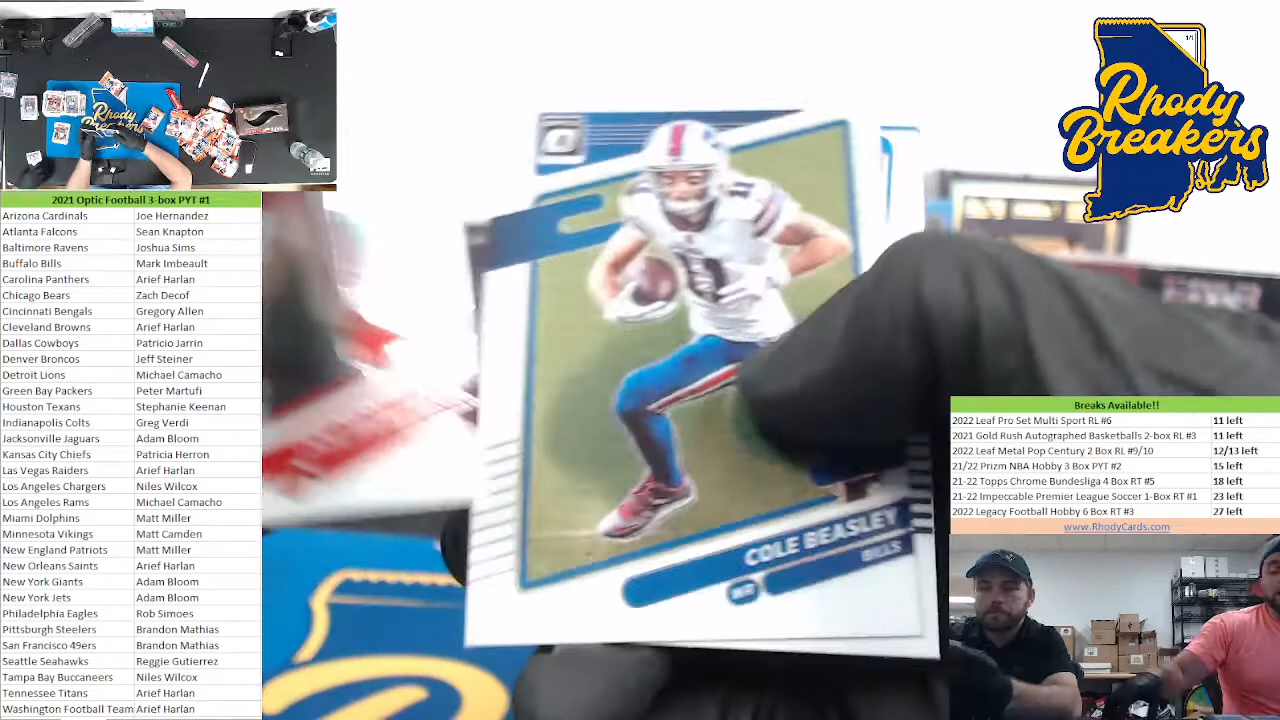 1/1
Rhody
Breakers
2021 Optic Football 3-box PYT #1
Arizona Cardinals Joe Hernandez
Atlanta Falcons Sean Knapton
Baltimore Ravens Joshua Sims
Buffalo Bills Mark Imbeault
Carolina Panthers Arief Harlan
Chicago Bears Zach Decof
Cincinnati Bengals Gregory Allen
Cleveland Browns Arief Harlan
Dallas Cowboys Patricio Jarrin
Denver Broncos Jeff Steiner
Detroit Lions Michael Camacho
Green Bay Packers Peter Martufi
Houston Texans Stephanie Keenan
Indianapolis Colts Greg Verdi
Jacksonville Jaguars Adam Bloom
Kansas City Chiefs Patricia Herron
Las Vegas Raiders Arief Harlan
Los Angeles Chargers Niles Wilcox
Los Angeles Rams Michael Camacho
Miami Dolphins Matt Miller
Minnesota Vikings Matt Camden
New England Patriots Matt Miller
New Orleans Saints Arief Harlan
New York Giants Adam Bloom
New York Jets Adam Bloom
Philadelphia Eagles Rob Simoes
Pittsburgh Steelers Brandon Mathias
San Francisco 49ers Brandon Mathias
Seattle Seahawks Reggie Gutierrez
Tampa Bay Buccaneers Niles Wilcox
Tennessee Titans Arief Harlan
Washington Football Team Arief Harlan
COLE BEASLEY
BILLS
WR
Breaks Available!!
2022 Leaf Pro Set Multi Sport RL #6 11 left
2021 Gold Rush Autographed Basketballs 2-box RL #3 11 left
2022 Leaf Metal Pop Century 2 Box RL #9/10 12/13 left
21/22 Prizm NBA Hobby 3 Box PYT #2 15 left
21-22 Topps Chrome Bundesliga 4 Box RT #5 18 left
21-22 Impeccable Premier League Soccer 1-Box RT #1 23 left
2022 Legacy Football Hobby 6 Box RT #3 27 left
www.RhodyCards.com